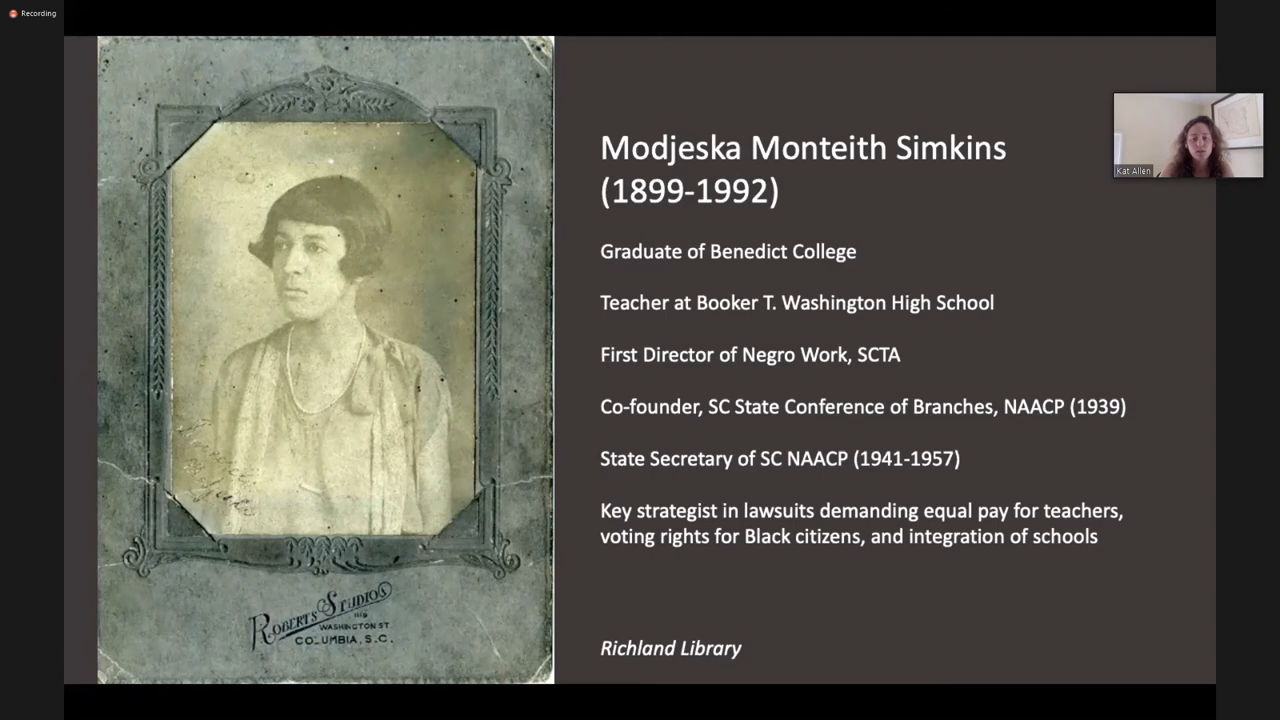 Recording
Modjeska Monteith Simkins
(1899-1992)
Kat Allen
Graduate of Benedict College
Teacher at Booker T. Washington High School
First Director of Negro Work, SCTA
Co-founder, SC State Conference of Branches, NAACP (1939)
State Secretary of SC NAACP (1941-1957)
Key strategist in lawsuits demanding equal pay for teachers,
voting rights for Black citizens, and integration of schools
ROBERTS STUDIOS
WASHINGTON ST.
COLUMBIA, S.C.
Richland Library